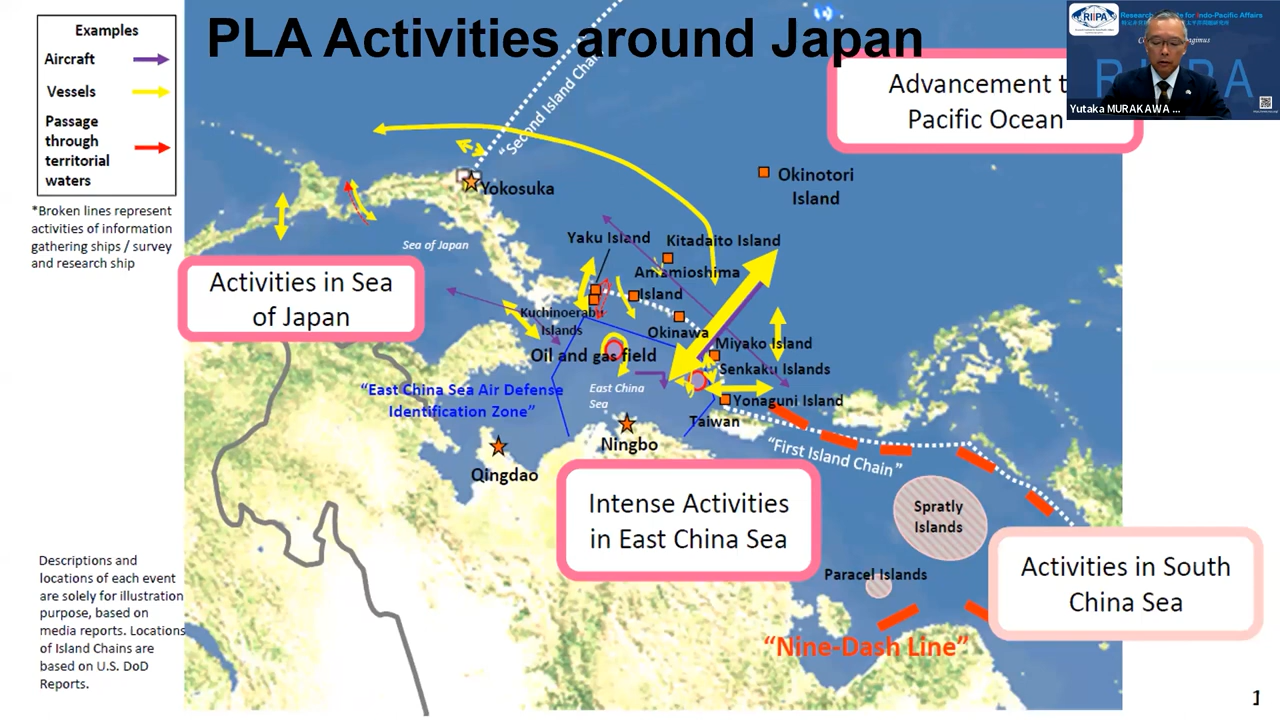 PLA Activities around Japan
Examples
Aircraft
Vessels
Passage
through
territorial
waters
*Broken lines represent
activities of information
gathering ships / survey
and research ship
Descriptions and
locations of each event
are solely for illustration
purpose, based on
media reports. Locations
of Island Chains are
based on U.S. DoD
Reports.
"Second Island Chain
Advancement t
Pacific Ocean
RIIPA
Research for Indo-Pacific Affairs
Yutaka MURAKAWA ...
Okinotori
Island
Yokosuka
Sea of Japan
Yaku Island
Kitadaito Island
Amamioshima
Island
Activities in Sea
of Japan
Kuchinoerabu
Islands
Okinawa
Miyako Island
Oil and gas field
Senkaku Islands
"East China Sea Air Defense
Identification Zone"
East China
Sea
Yonaguni Island
Taiwan
Ningbo
Qingdao
"First Island Chain"
Intense Activities
in East China Sea
Spratly
Islands
Paracel Islands
Activities in South
China Sea
"Nine-Dash Line"
1